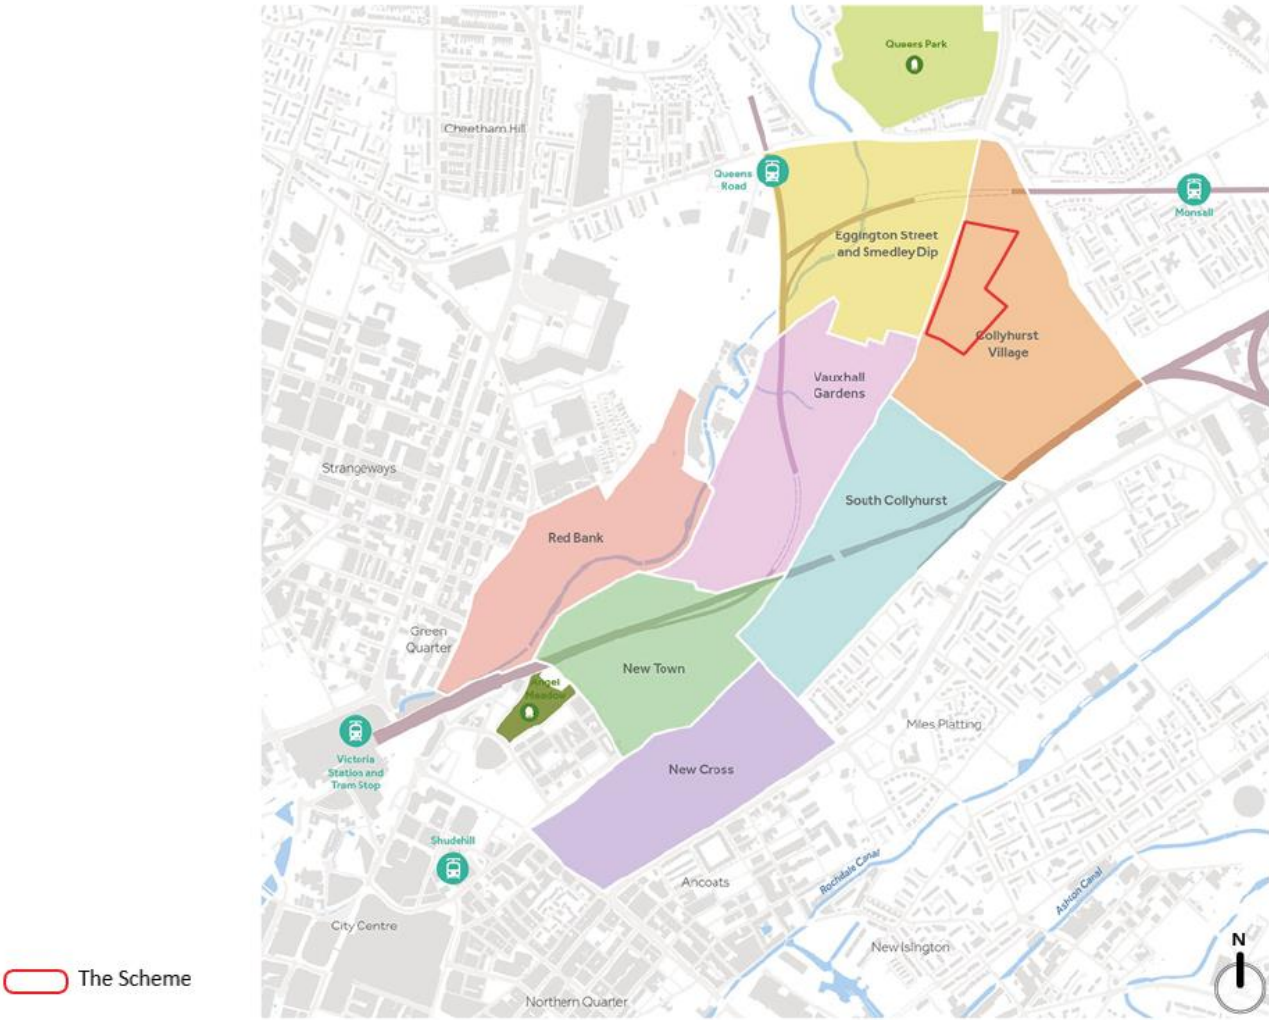 Queens Park
Cheetham Hill
Queens
Road
Monsall
Eggington Street
and Smedley Dip
Collyhurst
Village
Vauxhall
Gardens
Strangeways
South Collyhurst
Red Bank
Green
Quarter
New Town
Angel
Meadow
Miles Platting
Victoria
Station and
Tram Stop
New Cross
Shudehill
Ancoats
Rochdale Canal
Ashton Canal
City Centre
New Islington
N
The Scheme
Northern Quarter